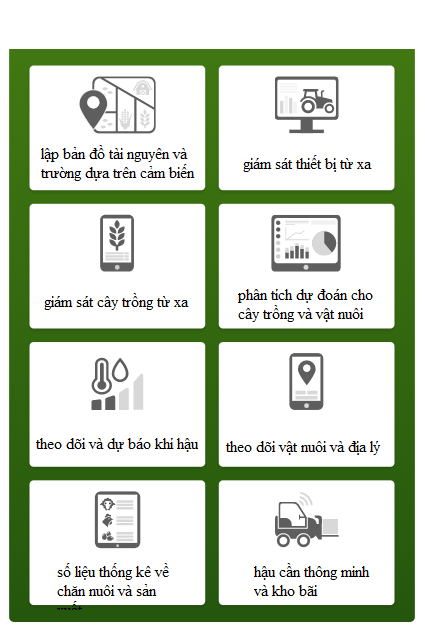 lập bản đồ tài nguyên và
trường dựa trên cảm biến
giám sát thiết bị từ xa
giám sát cây trồng từ xa
phân tích dự đoán cho
cây trồng và vật nuôi
theo dõi và dự báo khi hậu
theo dõi vật nuôi và địa lý
số liệu thống kê về
chăn nuôi và sản
hậu cần thông minh
và kho bãi